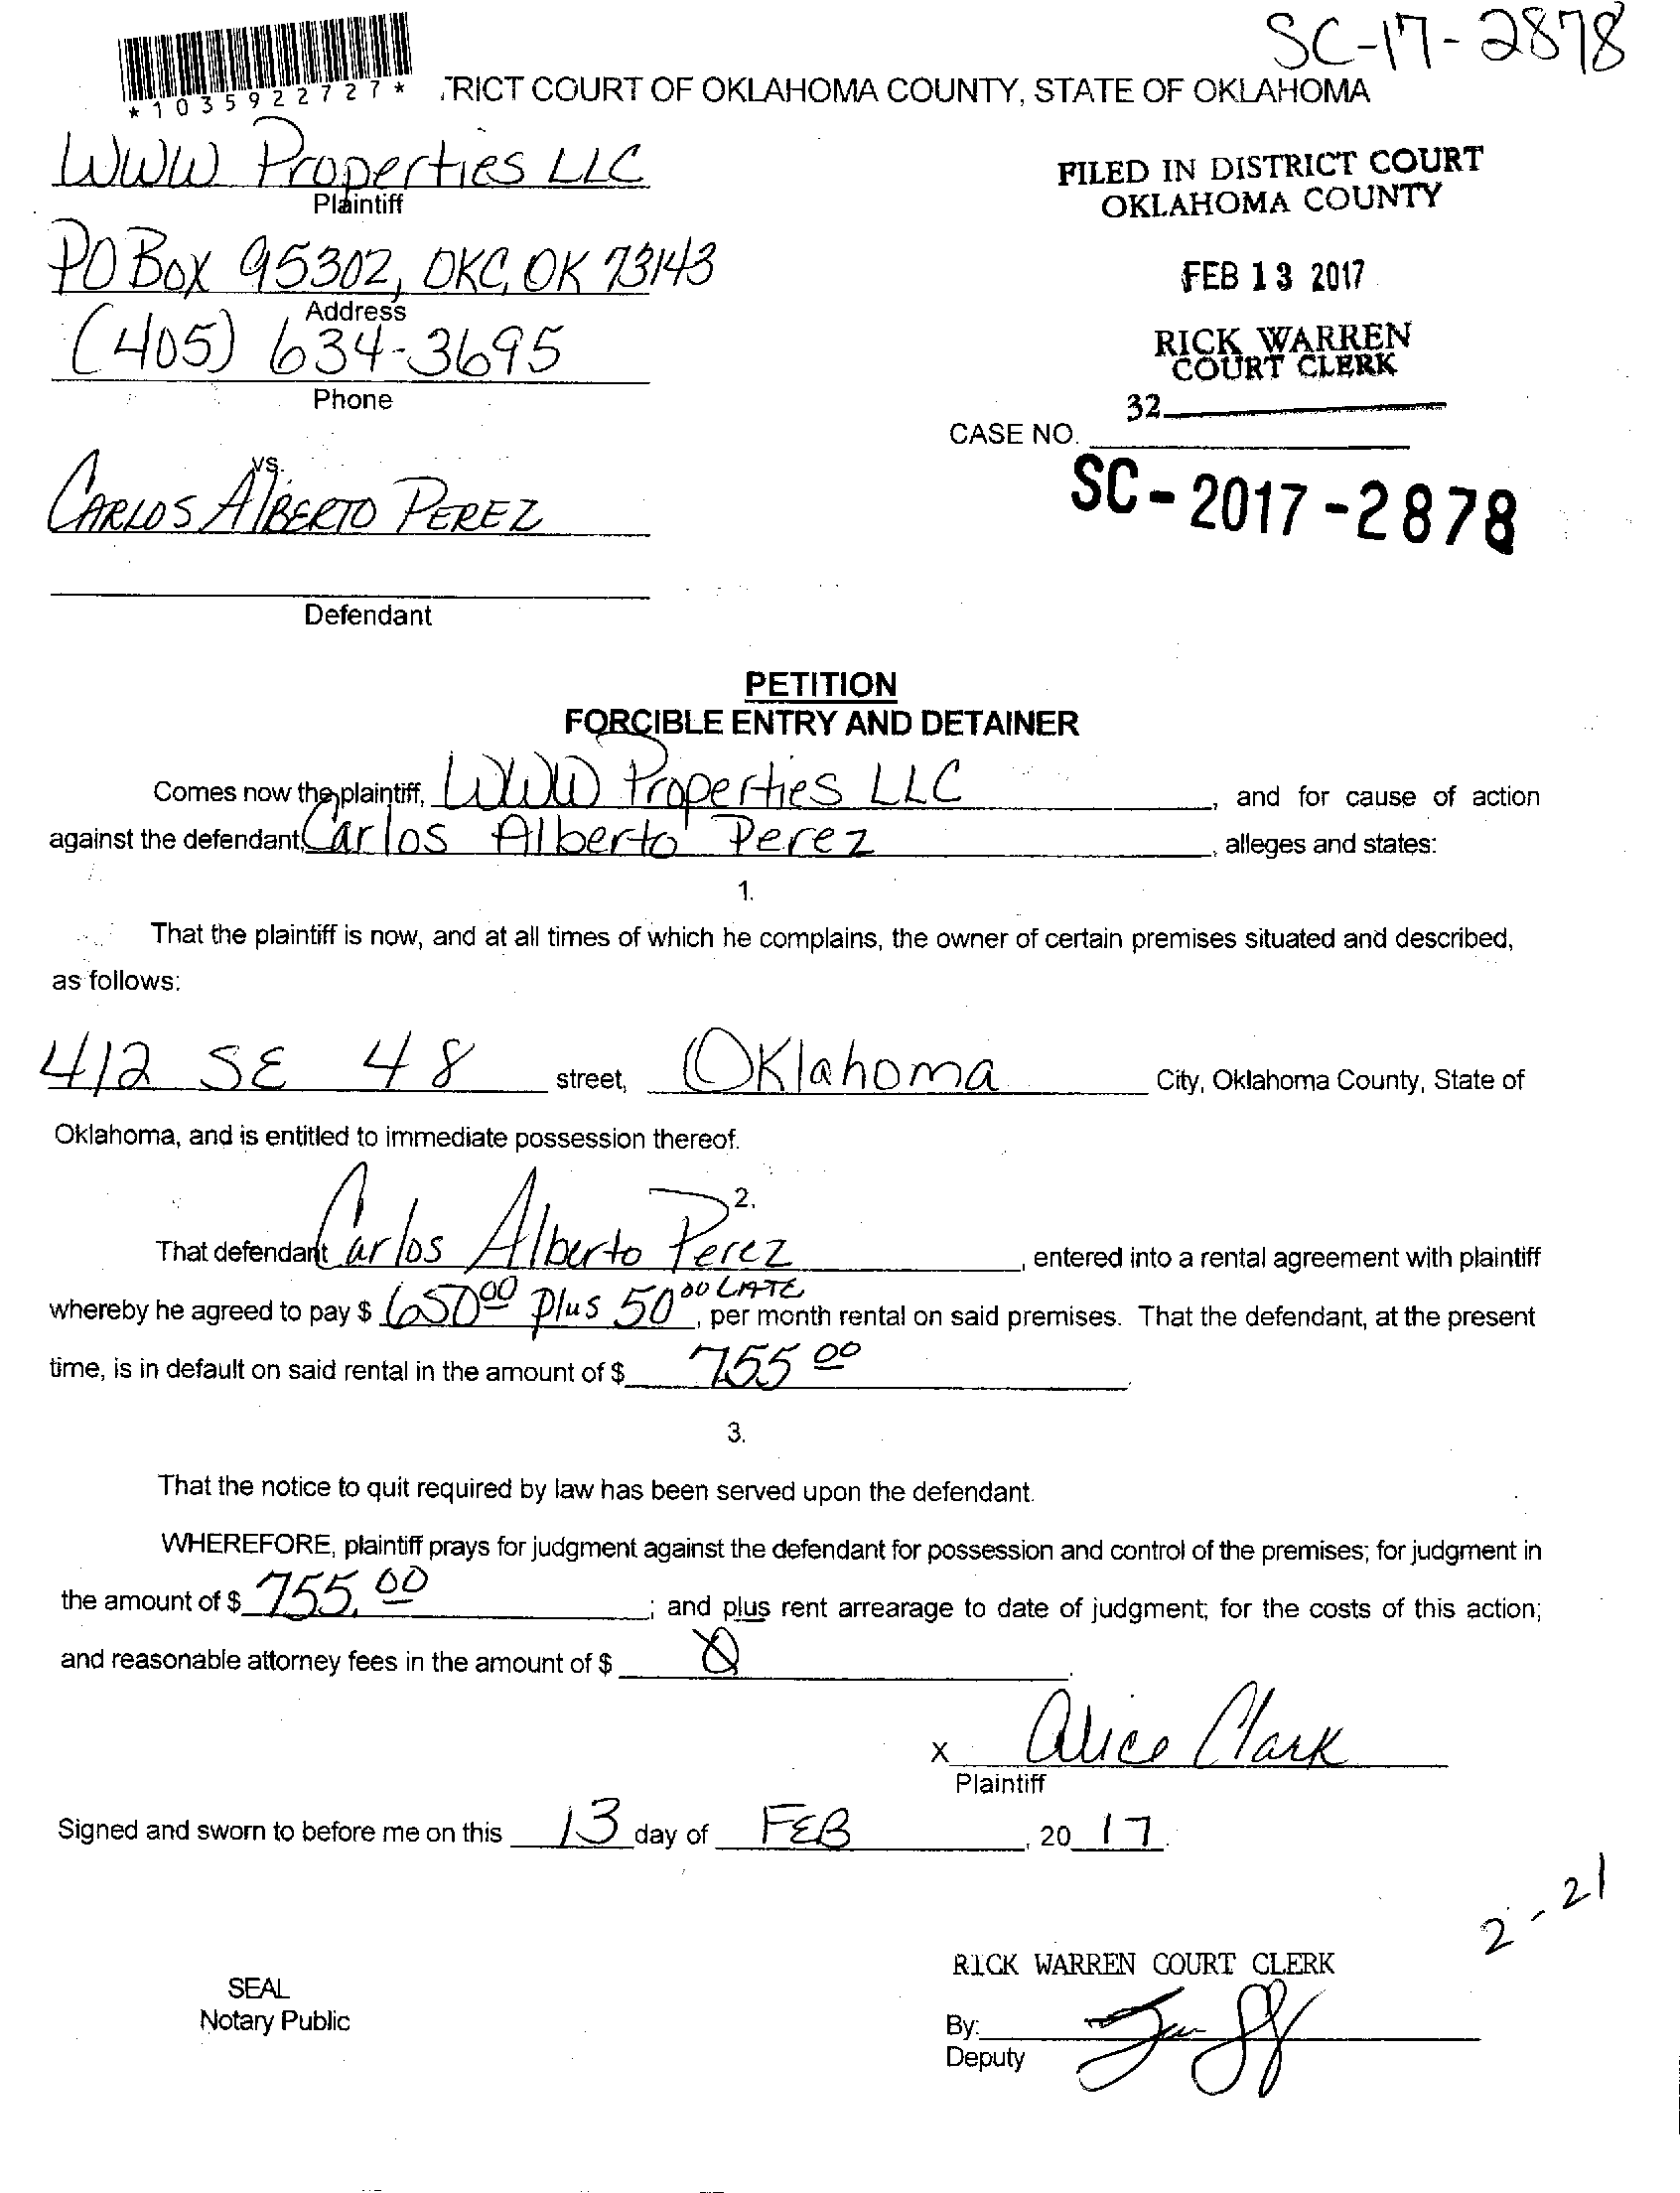 SC-17-2878
*1035922727*
TRICT COURT OF OKLAHOMA COUNTY, STATE OF OKLAHOMA
WWW Properties LLC
Plaintiff
FILED IN DISTRICT COURT
OKLAHOMA COUNTY
PO BOX 95302, OKC, OK 73143
Address
FEB 13 2017
(405) 634-3695
Phone
RICK WARREN
COURT CLERK
32
CASE NO.
SC-2017-2878
vs.
CARLOS AlBERTO PEREZ
Defendant
PETITION
FORCIBLE ENTRY AND DETAINER
Comes now the plaintiff, WWW Properties LLC, and for cause of action
against the defendant, Carlos Alberto Perez, alleges and states:
1.
That the plaintiff is now, and at all times of which he complains, the owner of certain premises situated and described,
as follows:
412 SE 48 street, Oklahoma City, Oklahoma County, State of
Oklahoma, and is entitled to immediate possession thereof.
2.
That defendant Carlos Alberto Perez, entered into a rental agreement with plaintiff
whereby he agreed to pay $ 650 00 plus 50 00 LATE, per month rental on said premises. That the defendant, at the present
time, is in default on said rental in the amount of $ 755 00.
3.
That the notice to quit required by law has been served upon the defendant.
WHEREFORE, plaintiff prays for judgment against the defendant for possession and control of the premises; for judgment in
the amount of $ 755.00; and plus rent arrearage to date of judgment; for the costs of this action;
and reasonable attorney fees in the amount of $ 0.
x Alice Clark
Plaintiff
Signed and sworn to before me on this 13 day of FEB, 20 17.
2-21
RICK WARREN COURT CLERK
SEAL
Notary Public
By:
Deputy